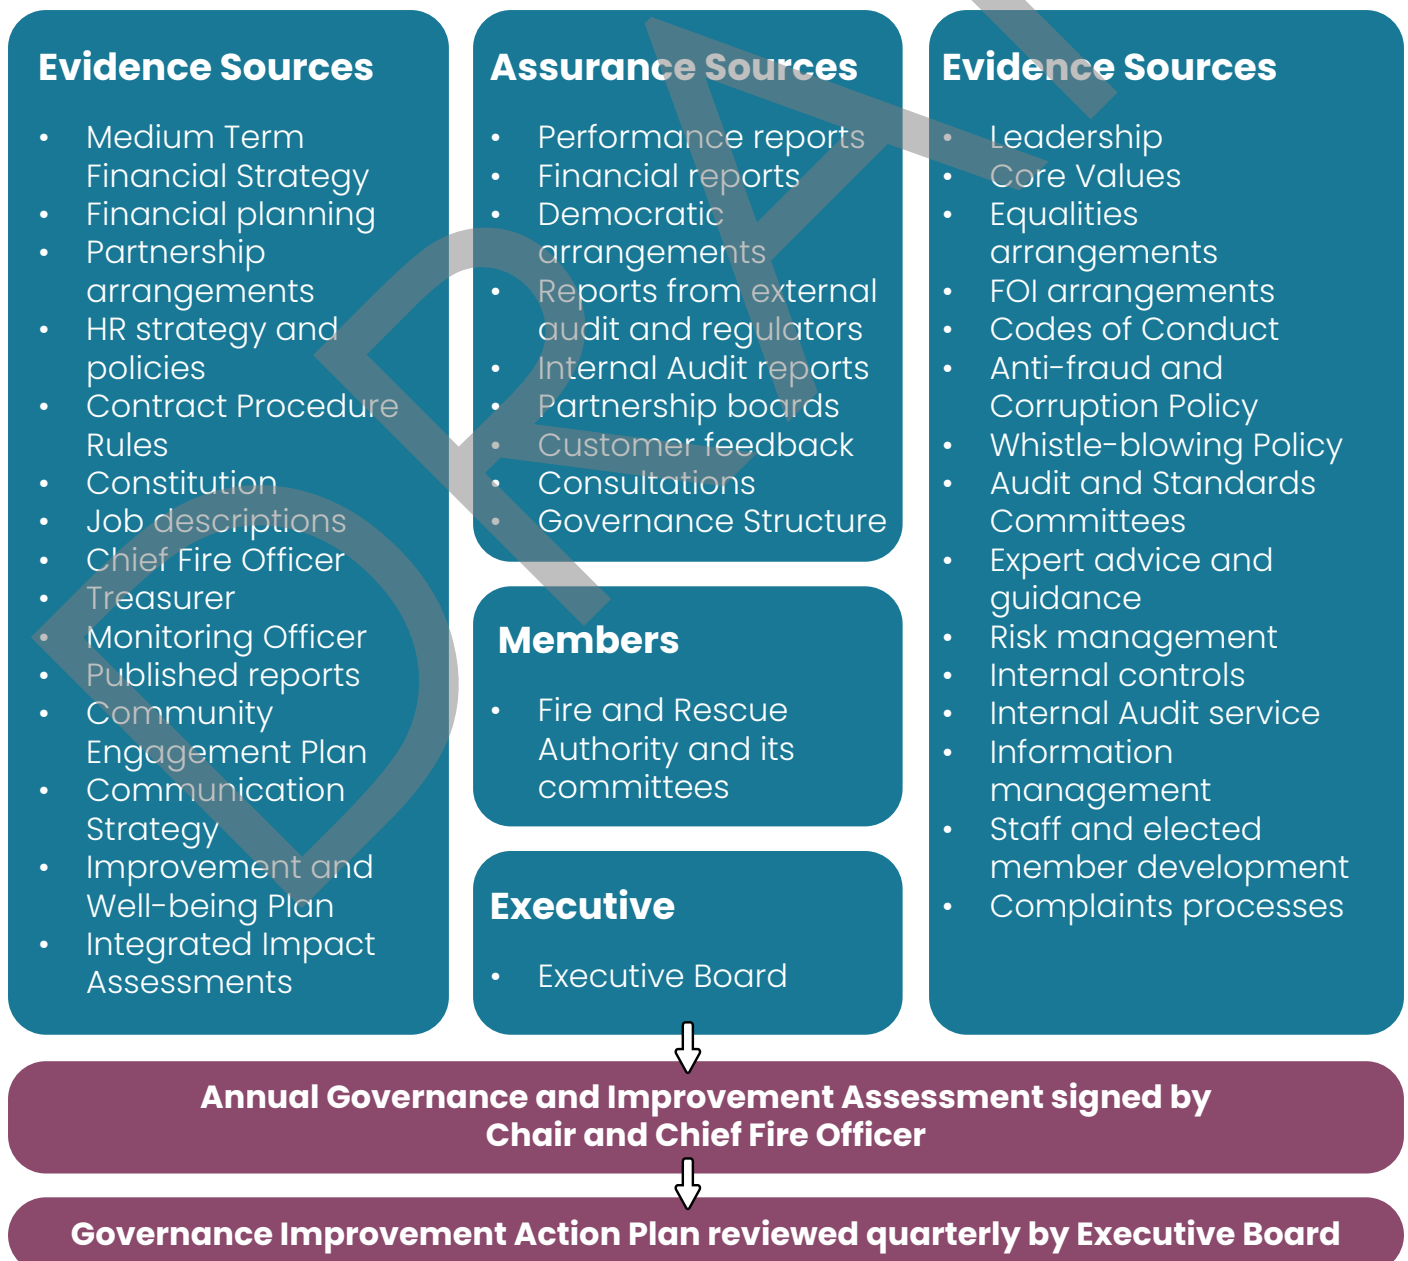 Evidence Sources
• Medium Term
Financial Strategy
• Financial planning
• Partnership
arrangements
• HR strategy and
policies
• Contract Procedure
Rules
• Constitution
• Job descriptions
• Chief Fire Officer
• Treasurer
• Monitoring Officer
• Published reports
• Community
Engagement Plan
• Communication
Strategy
• Improvement and
Well-being Plan
• Integrated Impact
Assessments
Assurance Sources
• Performance reports
• Financial reports
• Democratic
arrangements
• Reports from external
audit and regulators
• Internal Audit reports
• Partnership boards
• Customer feedback
• Consultations
• Governance Structure
Members
• Fire and Rescue
Authority and its
committees
Executive
• Executive Board
Evidence Sources
• Leadership
• Core Values
• Equalities
arrangements
• FOI arrangements
• Codes of Conduct
• Anti-fraud and
Corruption Policy
• Whistle-blowing Policy
• Audit and Standards
Committees
• Expert advice and
guidance
• Risk management
• Internal controls
• Internal Audit service
• Information
management
• Staff and elected
member development
• Complaints processes
Annual Governance and Improvement Assessment signed by
Chair and Chief Fire Officer
Governance Improvement Action Plan reviewed quarterly by Executive Board